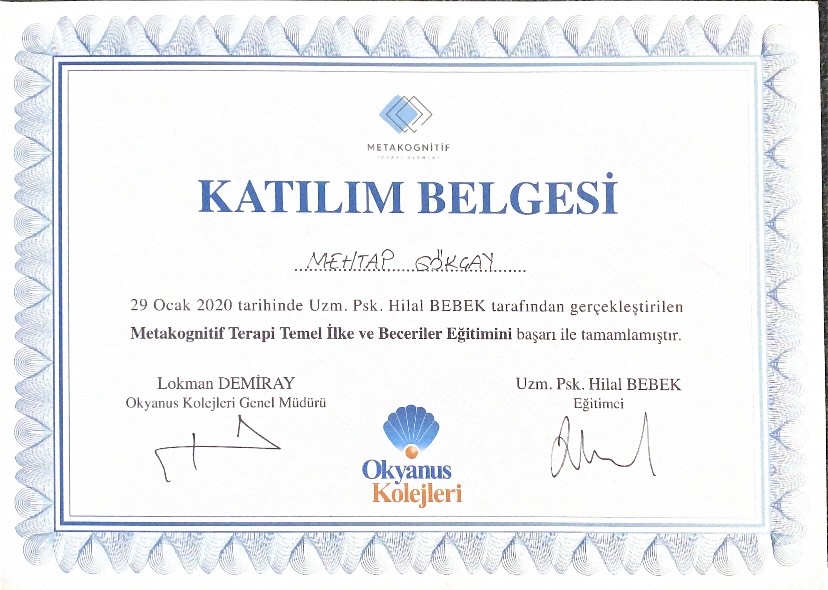 METAKOGNİTİF
KATILIM BELGESİ
MEHTAP GÖKÇAY
29 Ocak 2020 tarihinde Uzm. Psk. Hilal BEBEK tarafından gerçekleştirilen
Metakognitif Terapi Temel İlke ve Beceriler Eğitimini başarı ile tamamlamıştır.
Lokman DEMİRAY
Okyanus Kolejleri Genel Müdürü
Uzm. Psk. Hilal BEBEK
Eğitimci
Okyanus
Kolejleri